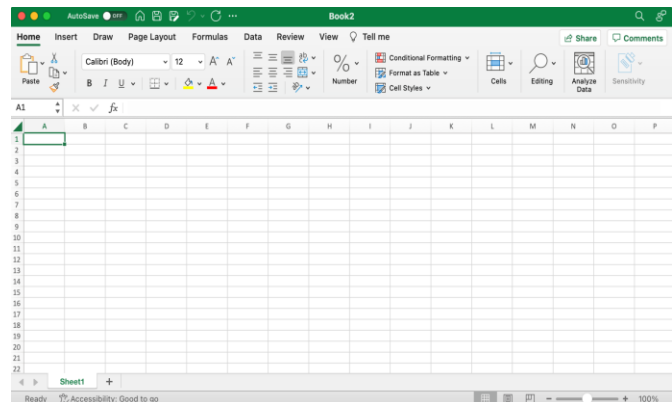 AutoSave OFF Book2
Home Insert Draw Page Layout Formulas Data Review View Tell me Share Comments
Paste Calibri (Body) 12 A^ A˅ Number Conditional Formatting Format as Table Cell Styles Cells Editing Analyze Data Sensitivity
B I U A
A1 fx
A B C D E F G H I J K L M N O P
1
2
3
4
5
6
7
8
9
10
11
12
13
14
15
16
17
18
19
20
21
22
Sheet1 +
Ready Accessibility: Good to go - + 100%